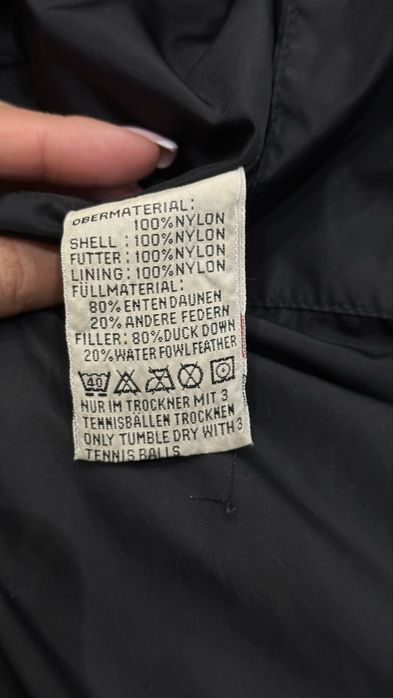 OBERMATERIAL:
100%NYLON
SHELL :100%NYLON
FUTTER:100%NYLON
LINING:100%NYLON
FÜLLMATERIAL:
80% ENTENDAUNEN
20% ANDERE FEDERN
FILLER: 80%DUCK DOWN
20%WATER FOWLFEATHER
40
NUR IM TROCKNER MIT 3
TENNISBÄLLEN TROCKNEN
ONLY TUMBLE DRY WITH 3
TENNIS BALLS